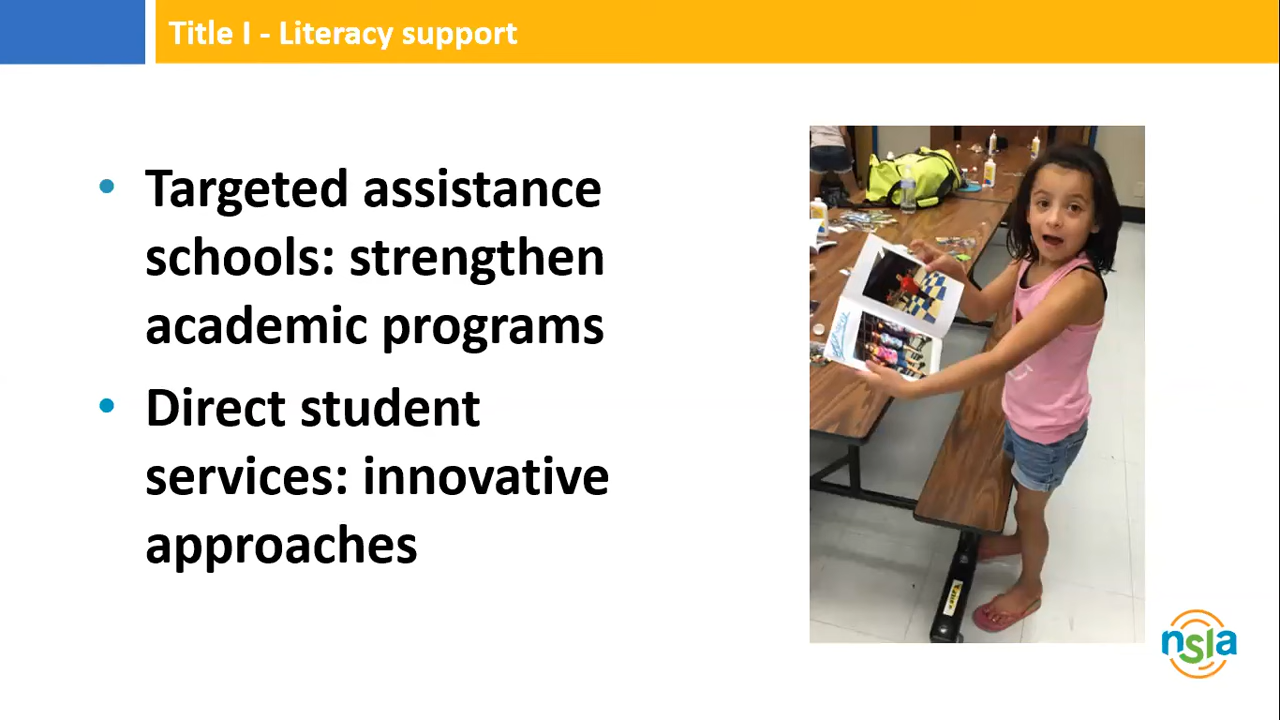 Title I - Literacy support
• Targeted assistance
schools: strengthen
academic programs
• Direct student
services: innovative
approaches
nsla